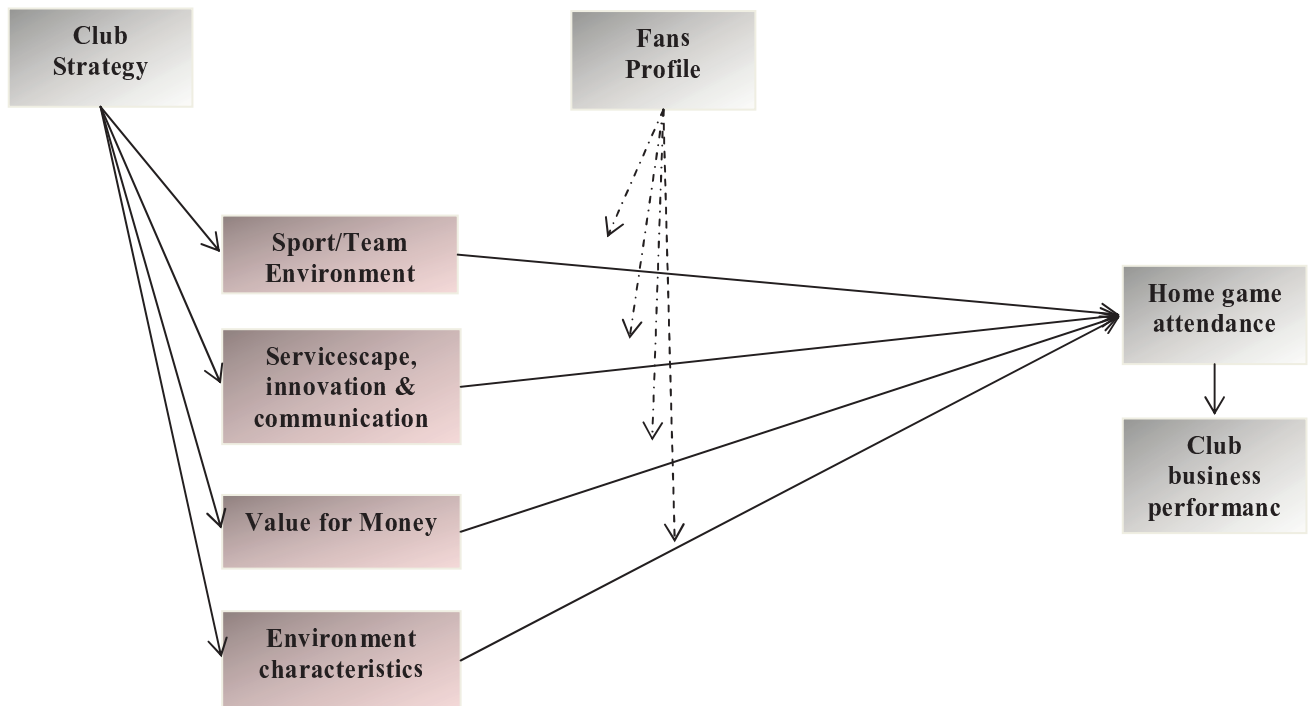 Club
Strategy
Fans
Profile
Sport/Team
Environment
Servicescape,
innovation &
communication
Value for Money
Environment
characteristics
Home game
attendance
Club
business
performanc